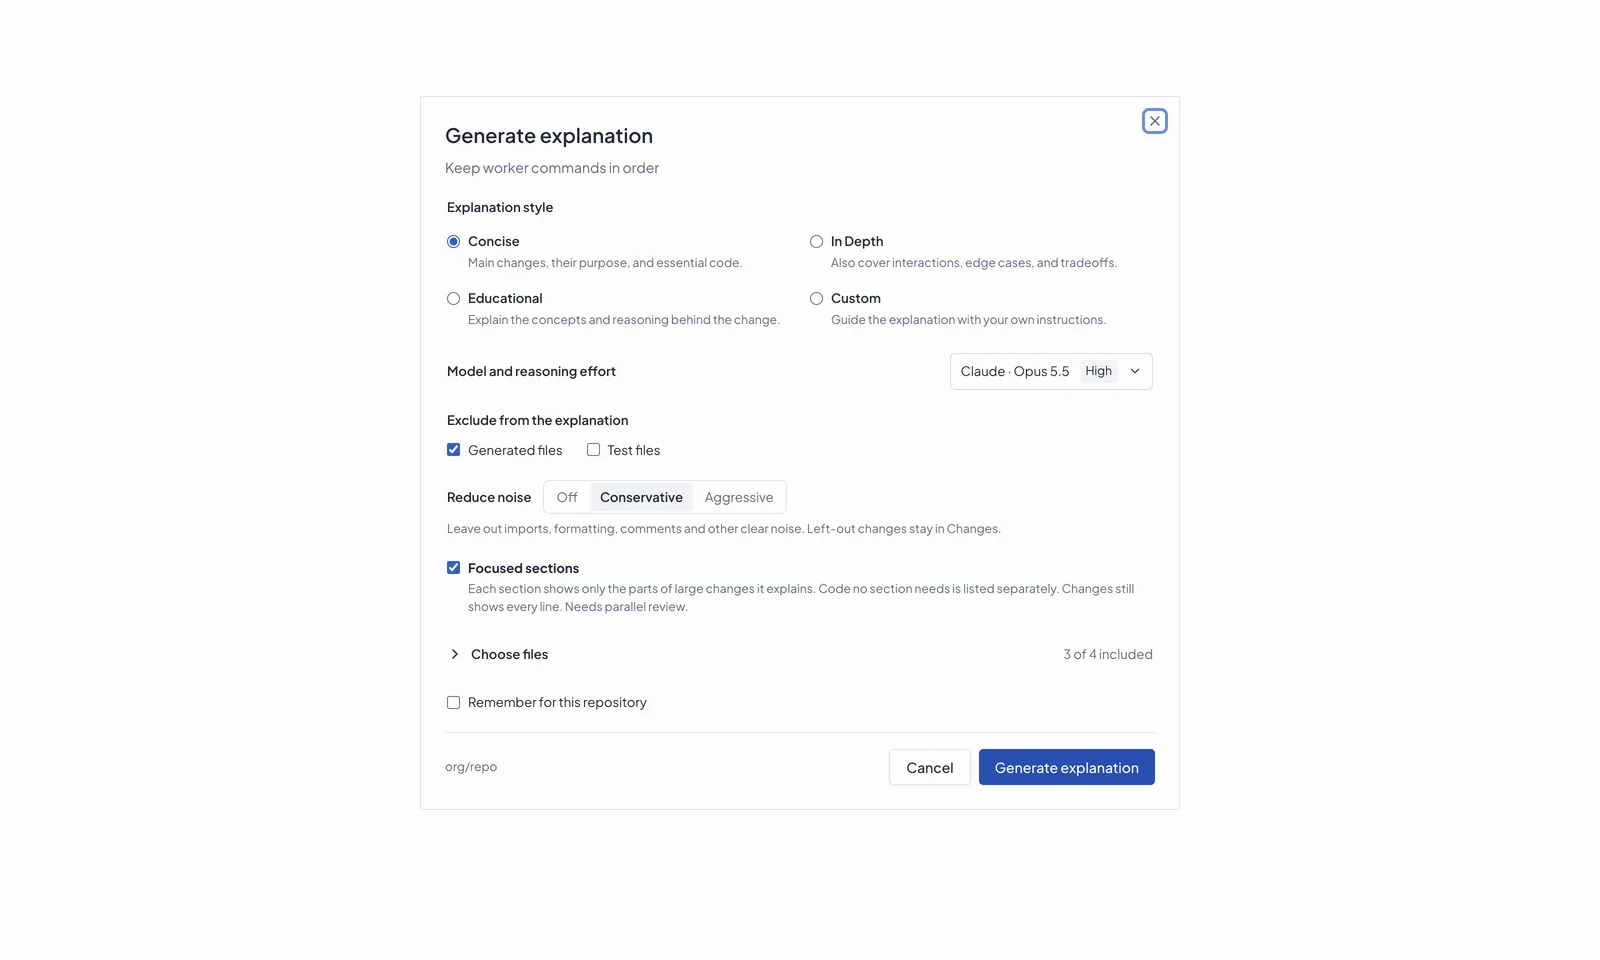 Generate explanation
Keep worker commands in order
Explanation style
Concise
Main changes, their purpose, and essential code.
In Depth
Also cover interactions, edge cases, and tradeoffs.
Educational
Explain the concepts and reasoning behind the change.
Custom
Guide the explanation with your own instructions.
Model and reasoning effort
Claude · Opus 5.5 High
Exclude from the explanation
Generated files
Test files
Reduce noise
Off
Conservative
Aggressive
Leave out imports, formatting, comments and other clear noise. Left-out changes stay in Changes.
Focused sections
Each section shows only the parts of large changes it explains. Code no section needs is listed separately. Changes still
shows every line. Needs parallel review.
Choose files
3 of 4 included
Remember for this repository
org/repo
Cancel
Generate explanation